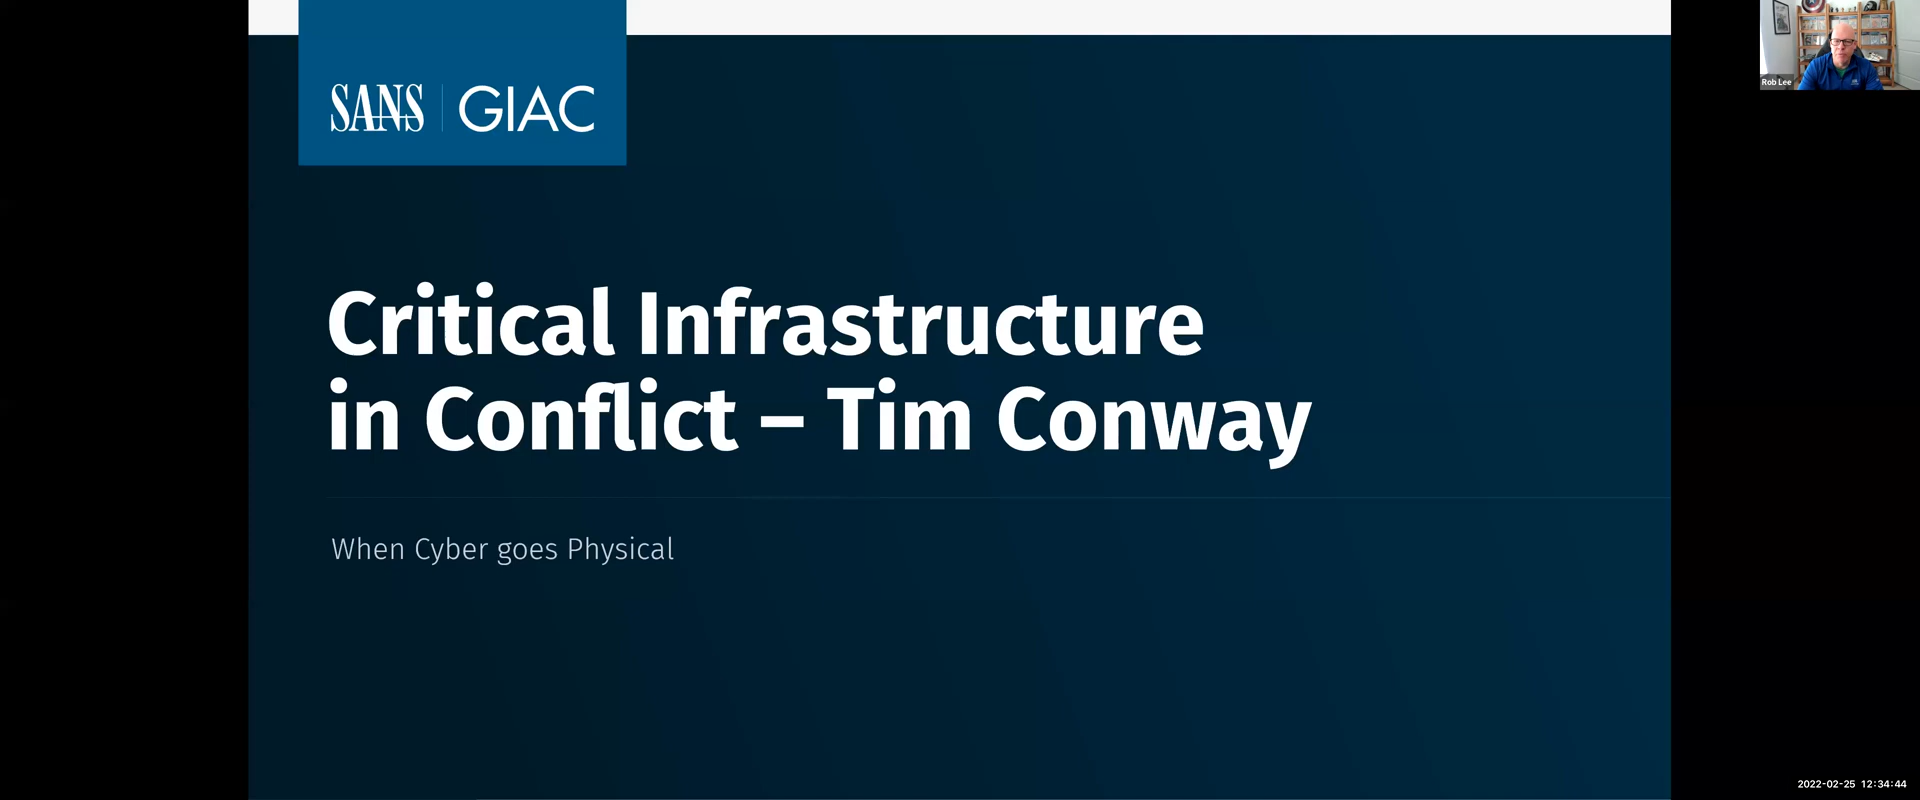 SANS | GIAC
Rob Lee
Critical Infrastructure
in Conflict – Tim Conway
When Cyber goes Physical
2022-02-25 12:34:44